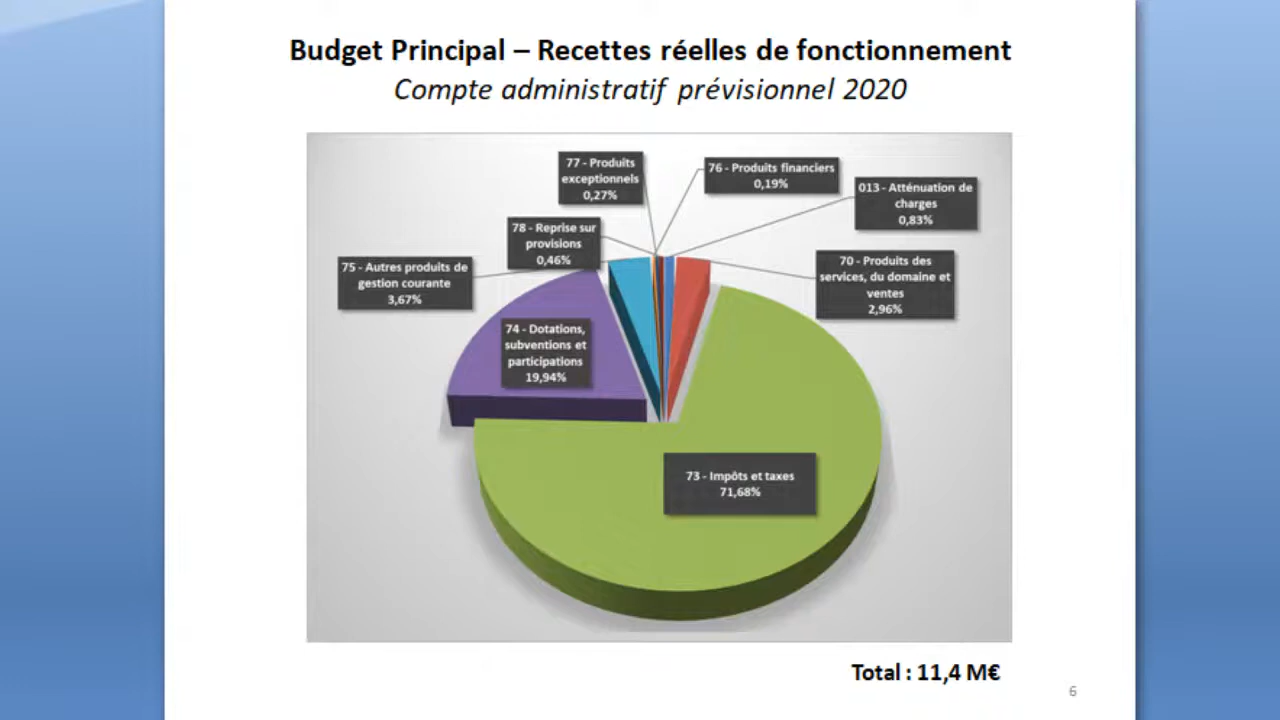 Budget Principal – Recettes réelles de fonctionnement
Compte administratif prévisionnel 2020
77 - Produits
exceptionnels
0,27%
76 - Produits financiers
0,19%
013 - Atténuation de
charges
0,83%
78 - Reprise sur
provisions
0,46%
75 - Autres produits de
gestion courante
3,67%
70 - Produits des
services, du domaine et
ventes
2,96%
74 - Dotations,
subventions et
participations
19,94%
73 - Impôts et taxes
71,68%
Total : 11,4 M€
6